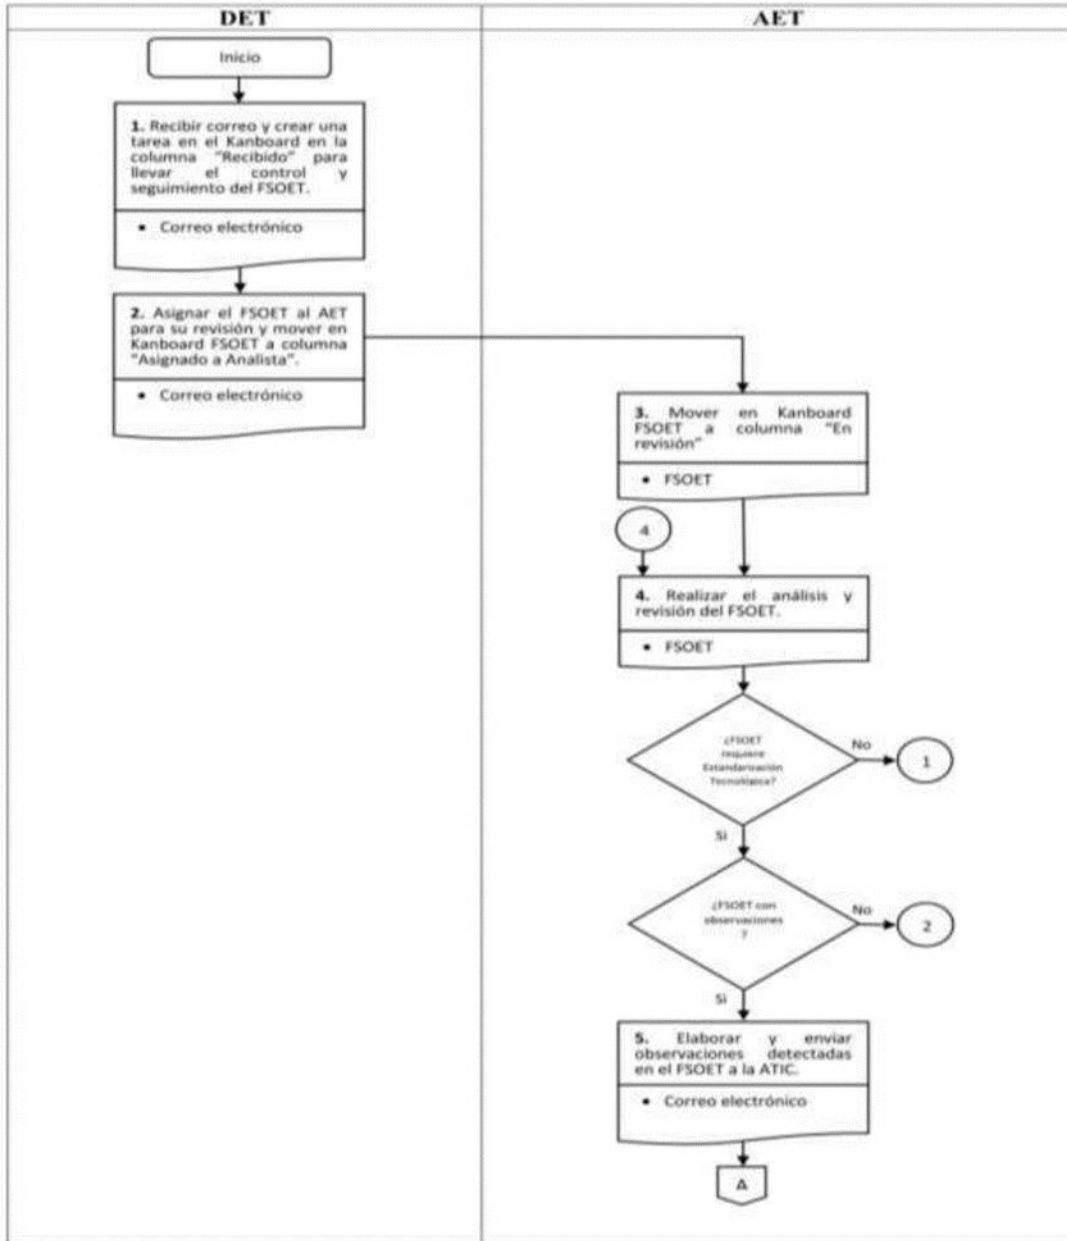 DET
AET
Inicio
1. Recibir correo y crear una
tarea en el Kanboard en la
columna "Recibido" para
llevar el control y
seguimiento del FSOET.
• Correo electrónico
2. Asignar el FSOET al AET
para su revisión y mover en
Kanboard FSOET a columna
"Asignado a Analista".
• Correo electrónico
3. Mover en Kanboard
FSOET a columna "En
revisión"
• FSOET
4
4. Realizar el análisis y
revisión del FSOET.
• FSOET
¿FSOET
requiere
Estandarización
Tecnológica?
No
1
Si
¿FSOET con
observaciones
?
No
2
Si
5. Elaborar y enviar
observaciones detectadas
en el FSOET a la ATIC.
• Correo electrónico
A